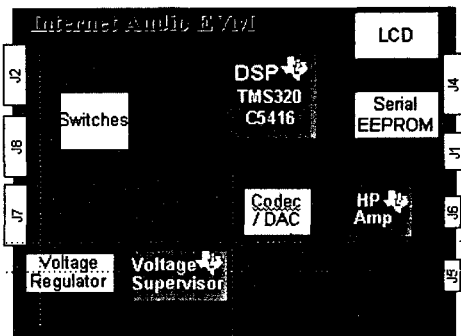 Internet Audio EVM
LCD
J2
DSP
TMS320
C5416
J4
Switches
Serial
EEPROM
J8
J1
J7
Codec
/ DAC
HP
Amp
J6
Voltage
Regulator
Voltage
Supervisor
J5